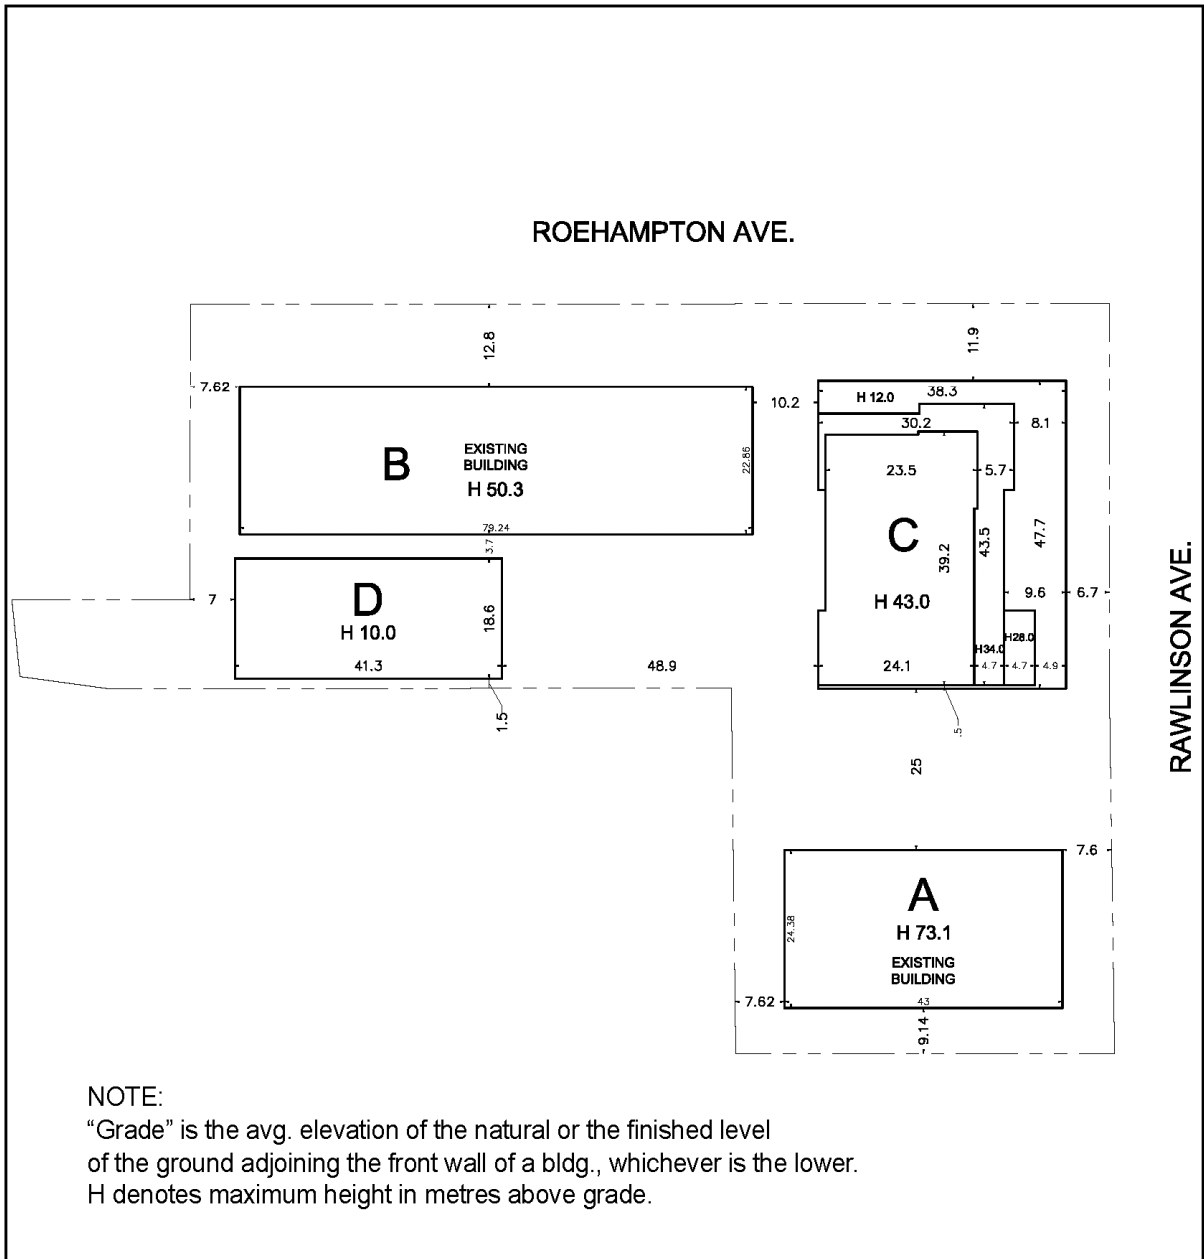 ROEHAMPTON AVE.
12.8
11.9
7.62
10.2
H 12.0
38.3
30.2
8.1
B
EXISTING
BUILDING
H 50.3
22.86
79.24
23.5
5.7
C
43.5
47.7
39.2
H 43.0
9.6
6.7
RAWLINSON AVE.
3.7
7
D
H 10.0
18.6
41.3
48.9
24.1
H34.0
H28.0
4.7
4.7
4.9
1.5
.5
25
7.6
A
H 73.1
EXISTING
BUILDING
24.38
7.62
43
9.14
NOTE:
“Grade” is the avg. elevation of the natural or the finished level
of the ground adjoining the front wall of a bldg., whichever is the lower.
H denotes maximum height in metres above grade.